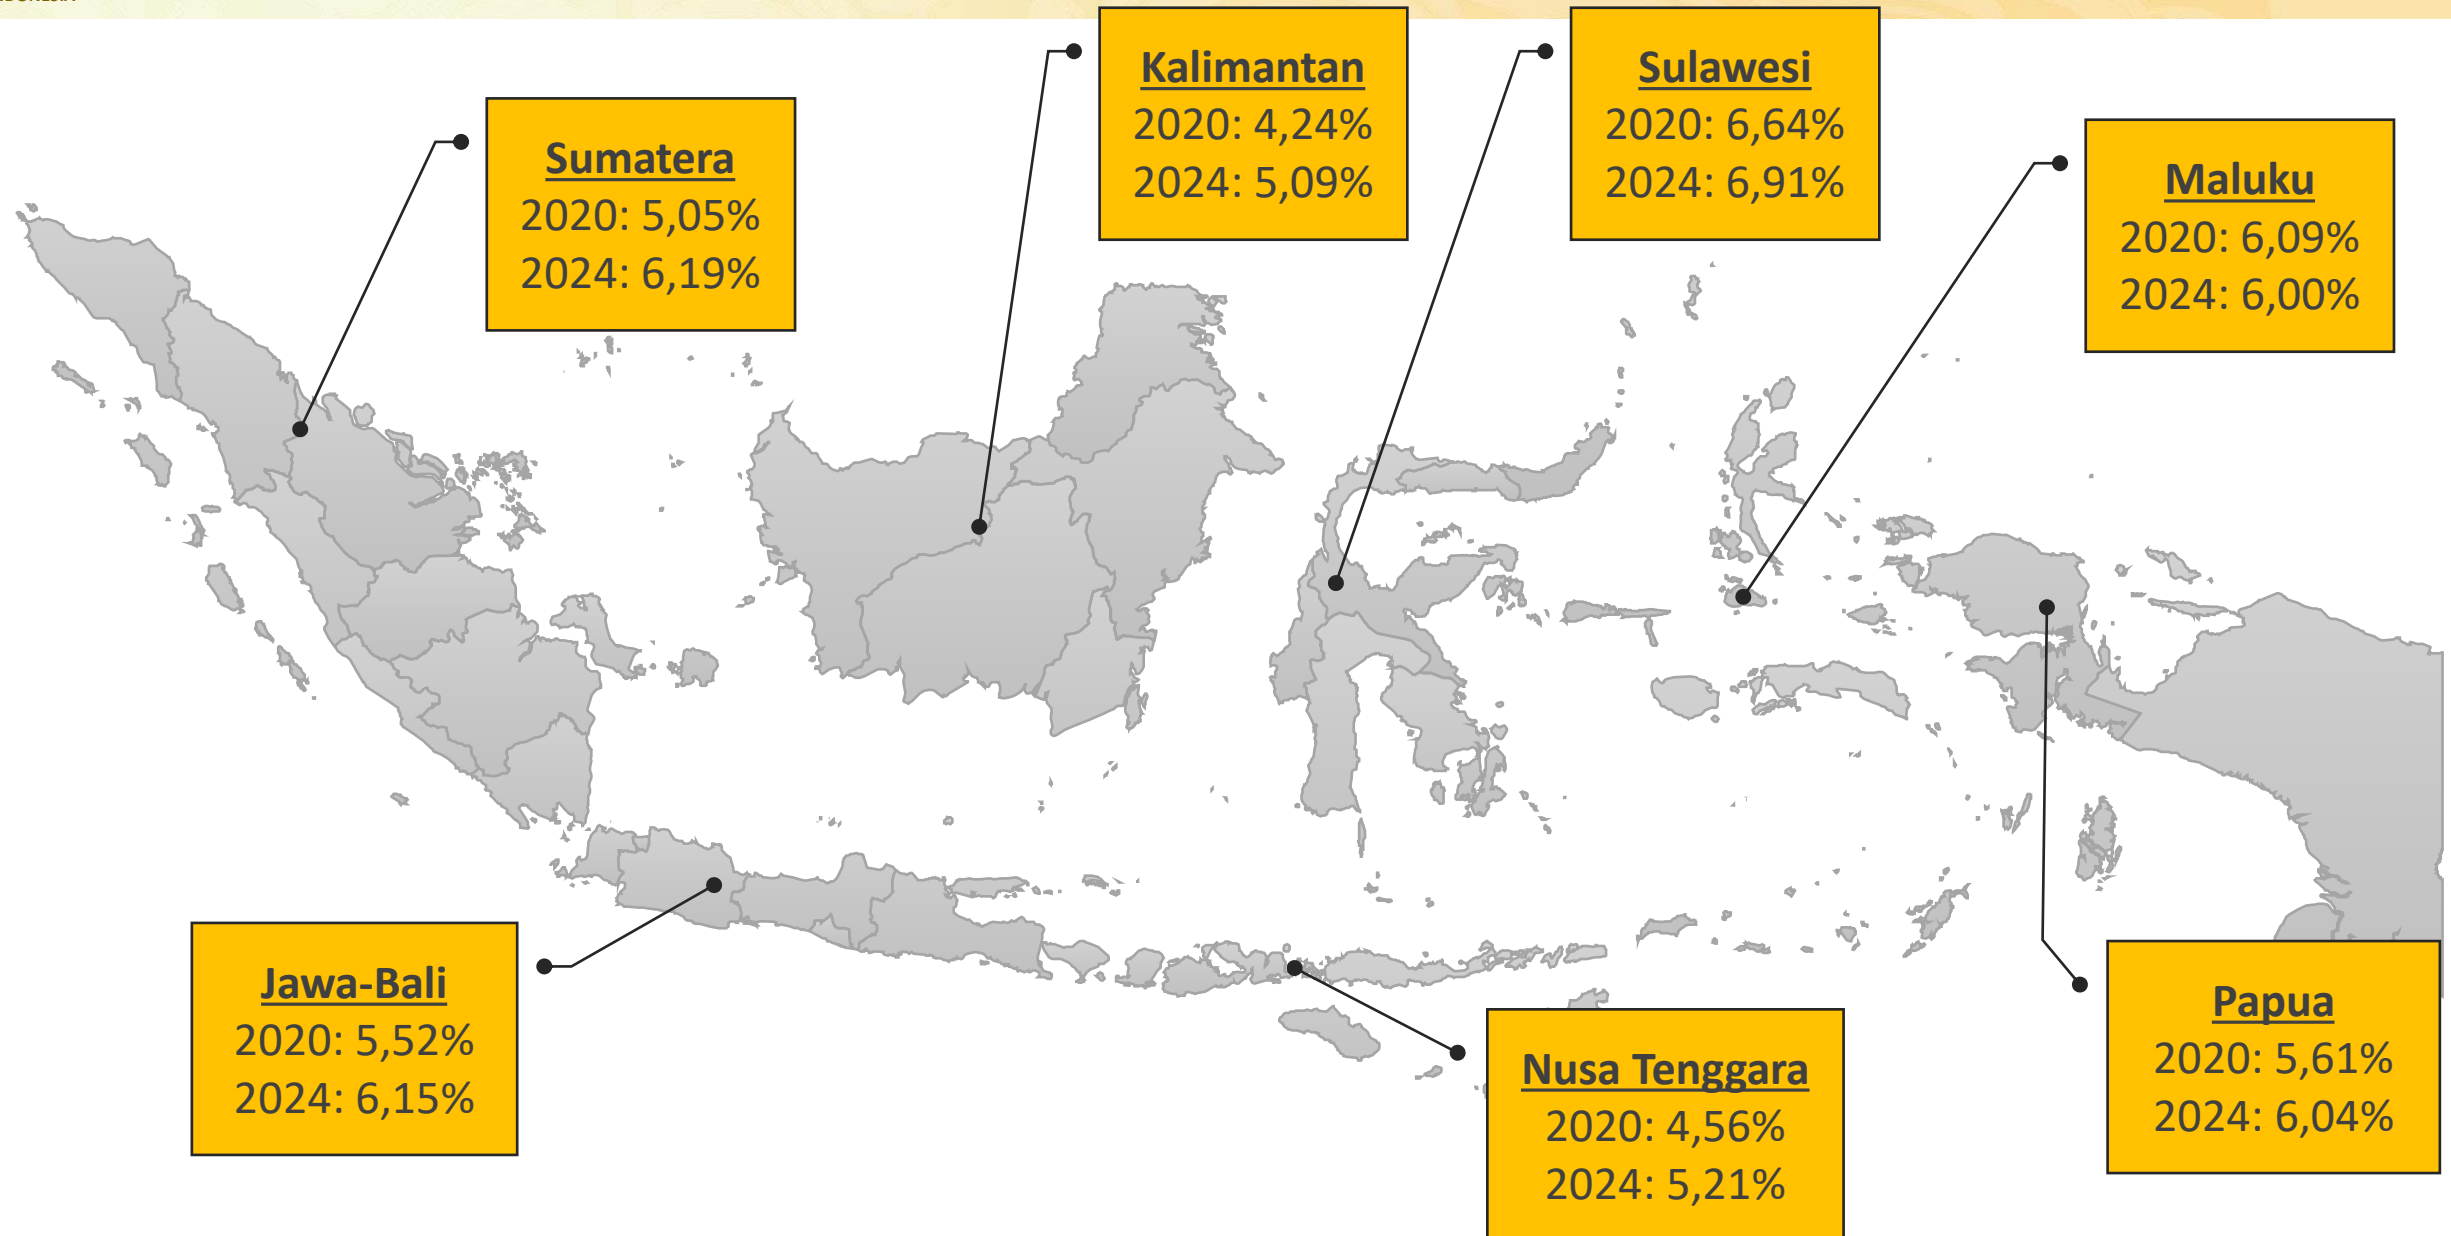 INDONESIA
Kalimantan
2020: 4,24%
2024: 5,09%
Sulawesi
2020: 6,64%
2024: 6,91%
Sumatera
2020: 5,05%
2024: 6,19%
Maluku
2020: 6,09%
2024: 6,00%
Jawa-Bali
2020: 5,52%
2024: 6,15%
Nusa Tenggara
2020: 4,56%
2024: 5,21%
Papua
2020: 5,61%
2024: 6,04%